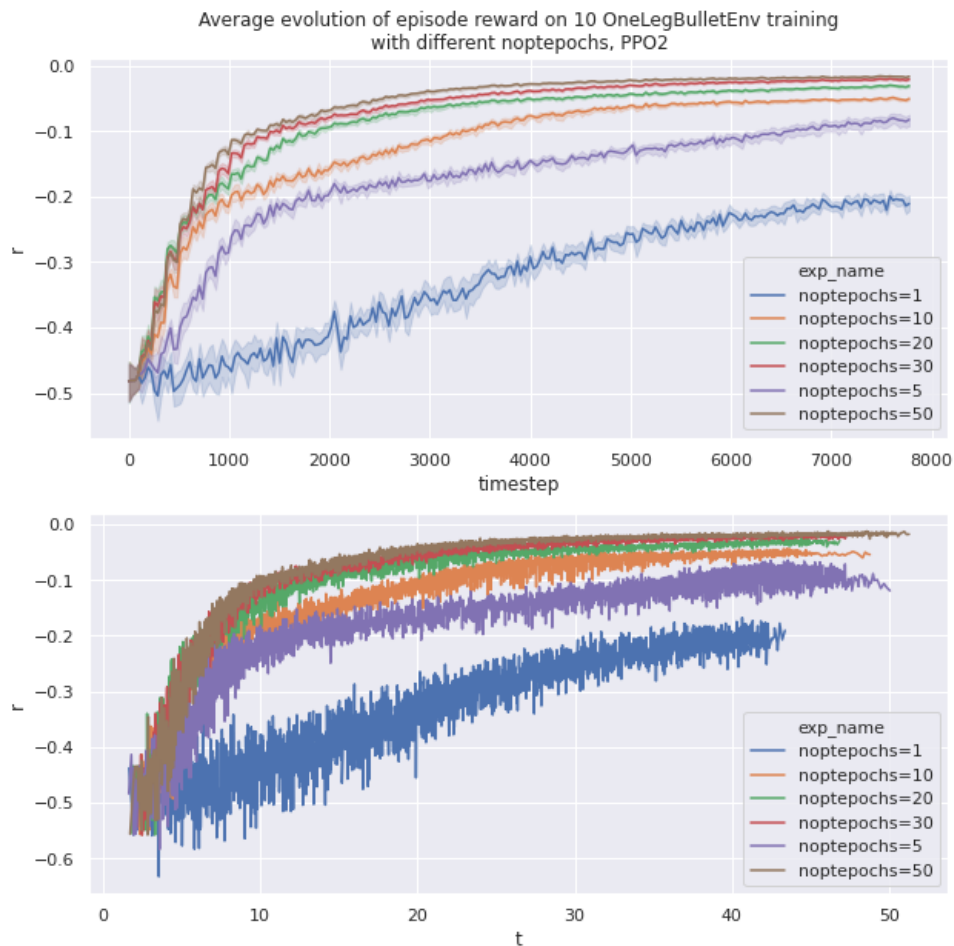 Average evolution of episode reward on 10 OneLegBulletEnv training
with different noptepochs, PPO2
0.0
−0.1
−0.2
−0.3
−0.4
−0.5
r
exp_name
noptepochs=1
noptepochs=10
noptepochs=20
noptepochs=30
noptepochs=5
noptepochs=50
0 1000 2000 3000 4000 5000 6000 7000 8000
timestep
0.0
−0.1
−0.2
−0.3
−0.4
−0.5
−0.6
r
exp_name
noptepochs=1
noptepochs=10
noptepochs=20
noptepochs=30
noptepochs=5
noptepochs=50
0 10 20 30 40 50
t